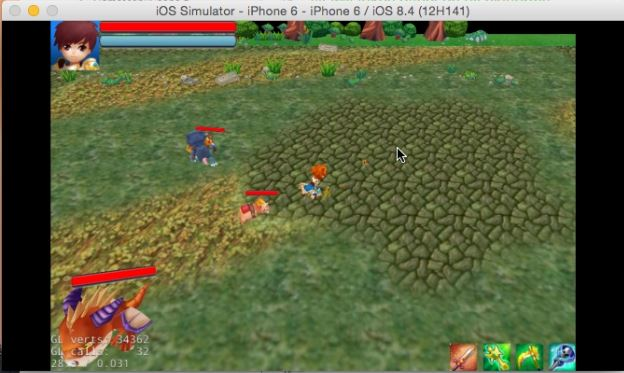 iOS Simulator - iPhone 6 - iPhone 6 / iOS 8.4 (12H141)
GL verts: 34362
GL calls: 32
0.031